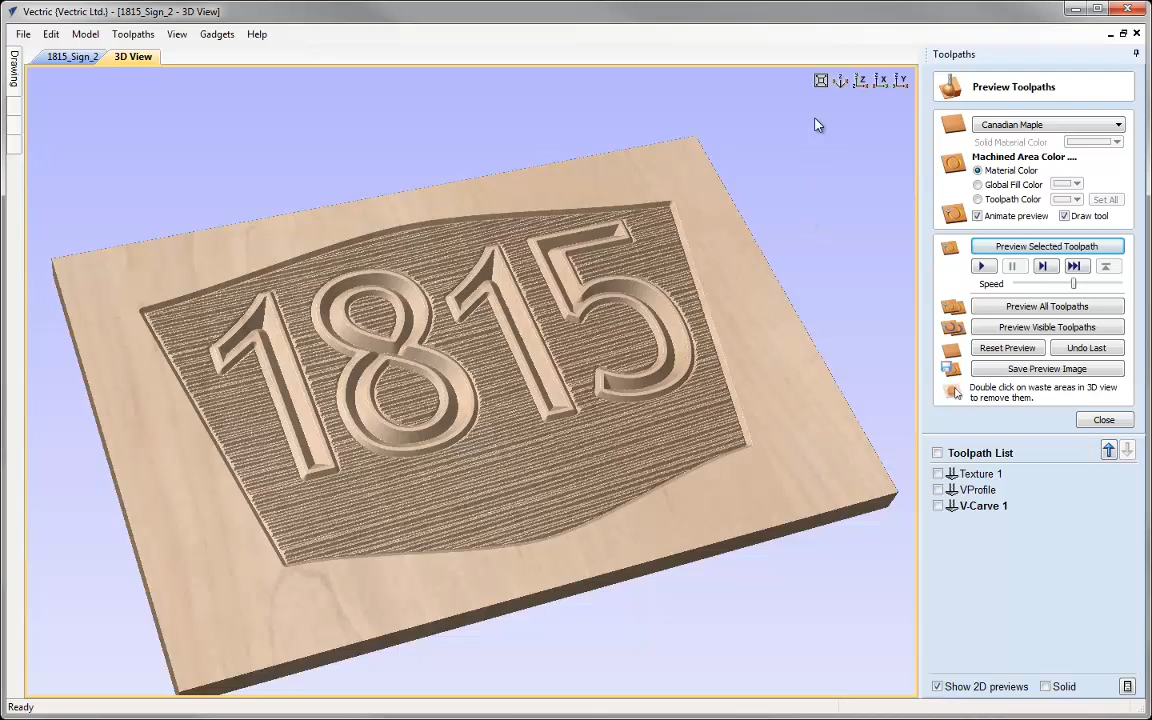 Vectric {Vectric Ltd.} - [1815_Sign_2 - 3D View]
File Edit Model Toolpaths View Gadgets Help
Drawing
1815_Sign_2 3D View
Z X Y
1815
Toolpaths
Preview Toolpaths
Canadian Maple
Solid Material Color
Machined Area Color ....
Material Color
Global Fill Color
Toolpath Color Set All
Animate preview Draw tool
Preview Selected Toolpath
Speed
Preview All Toolpaths
Preview Visible Toolpaths
Reset Preview Undo Last
Save Preview Image
Double click on waste areas in 3D view
to remove them.
Close
Toolpath List
Texture 1
VProfile
V-Carve 1
Show 2D previews Solid
Ready